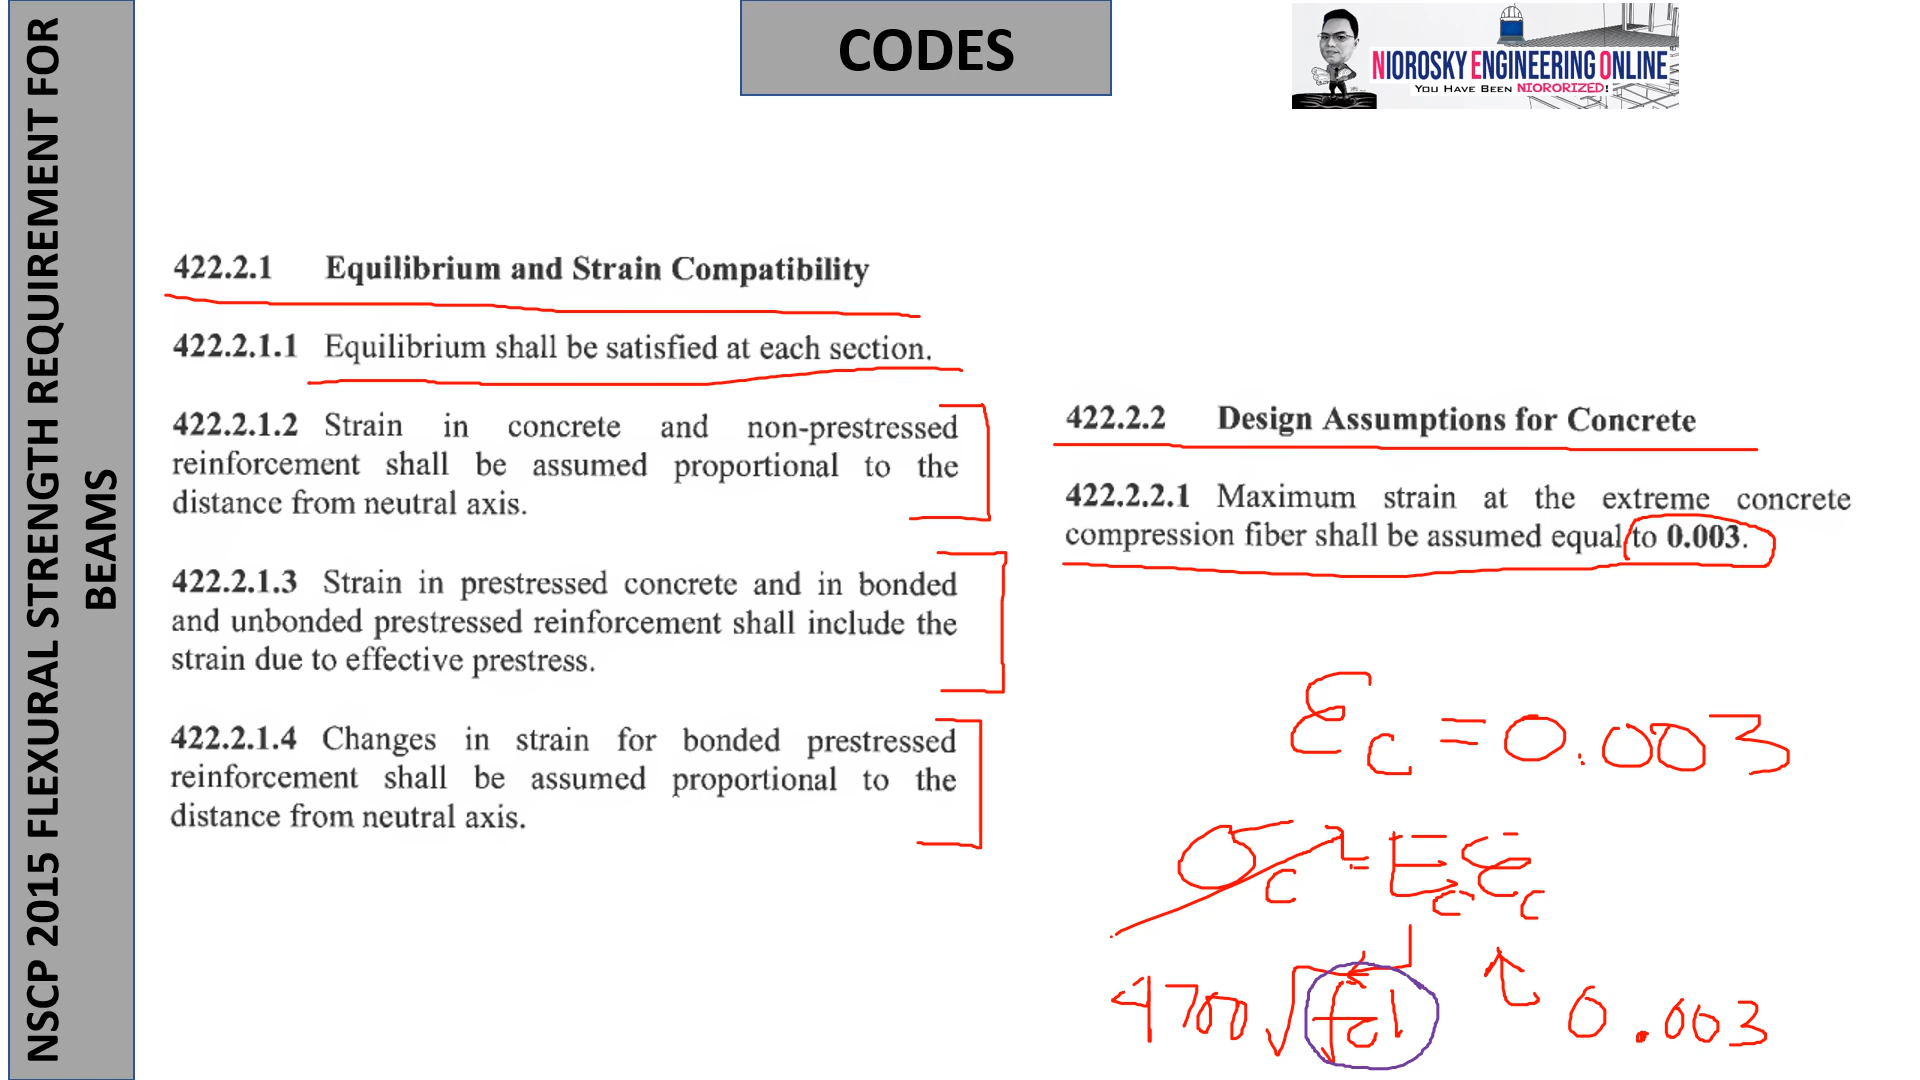 NSCP 2015 FLEXURAL STRENGTH REQUIREMENT FOR
BEAMS
CODES
NIOROSKY ENGINEERING ONLINE
YOU HAVE BEEN NIORORIZED!
422.2.1 Equilibrium and Strain Compatibility
422.2.1.1 Equilibrium shall be satisfied at each section.
422.2.1.2 Strain in concrete and non-prestressed
reinforcement shall be assumed proportional to the
distance from neutral axis.
422.2.1.3 Strain in prestressed concrete and in bonded
and unbonded prestressed reinforcement shall include the
strain due to effective prestress.
422.2.1.4 Changes in strain for bonded prestressed
reinforcement shall be assumed proportional to the
distance from neutral axis.
422.2.2 Design Assumptions for Concrete
422.2.2.1 Maximum strain at the extreme concrete
compression fiber shall be assumed equal to 0.003.
εc = 0.003
σc = Ec εc
4700 √fc' 0.003